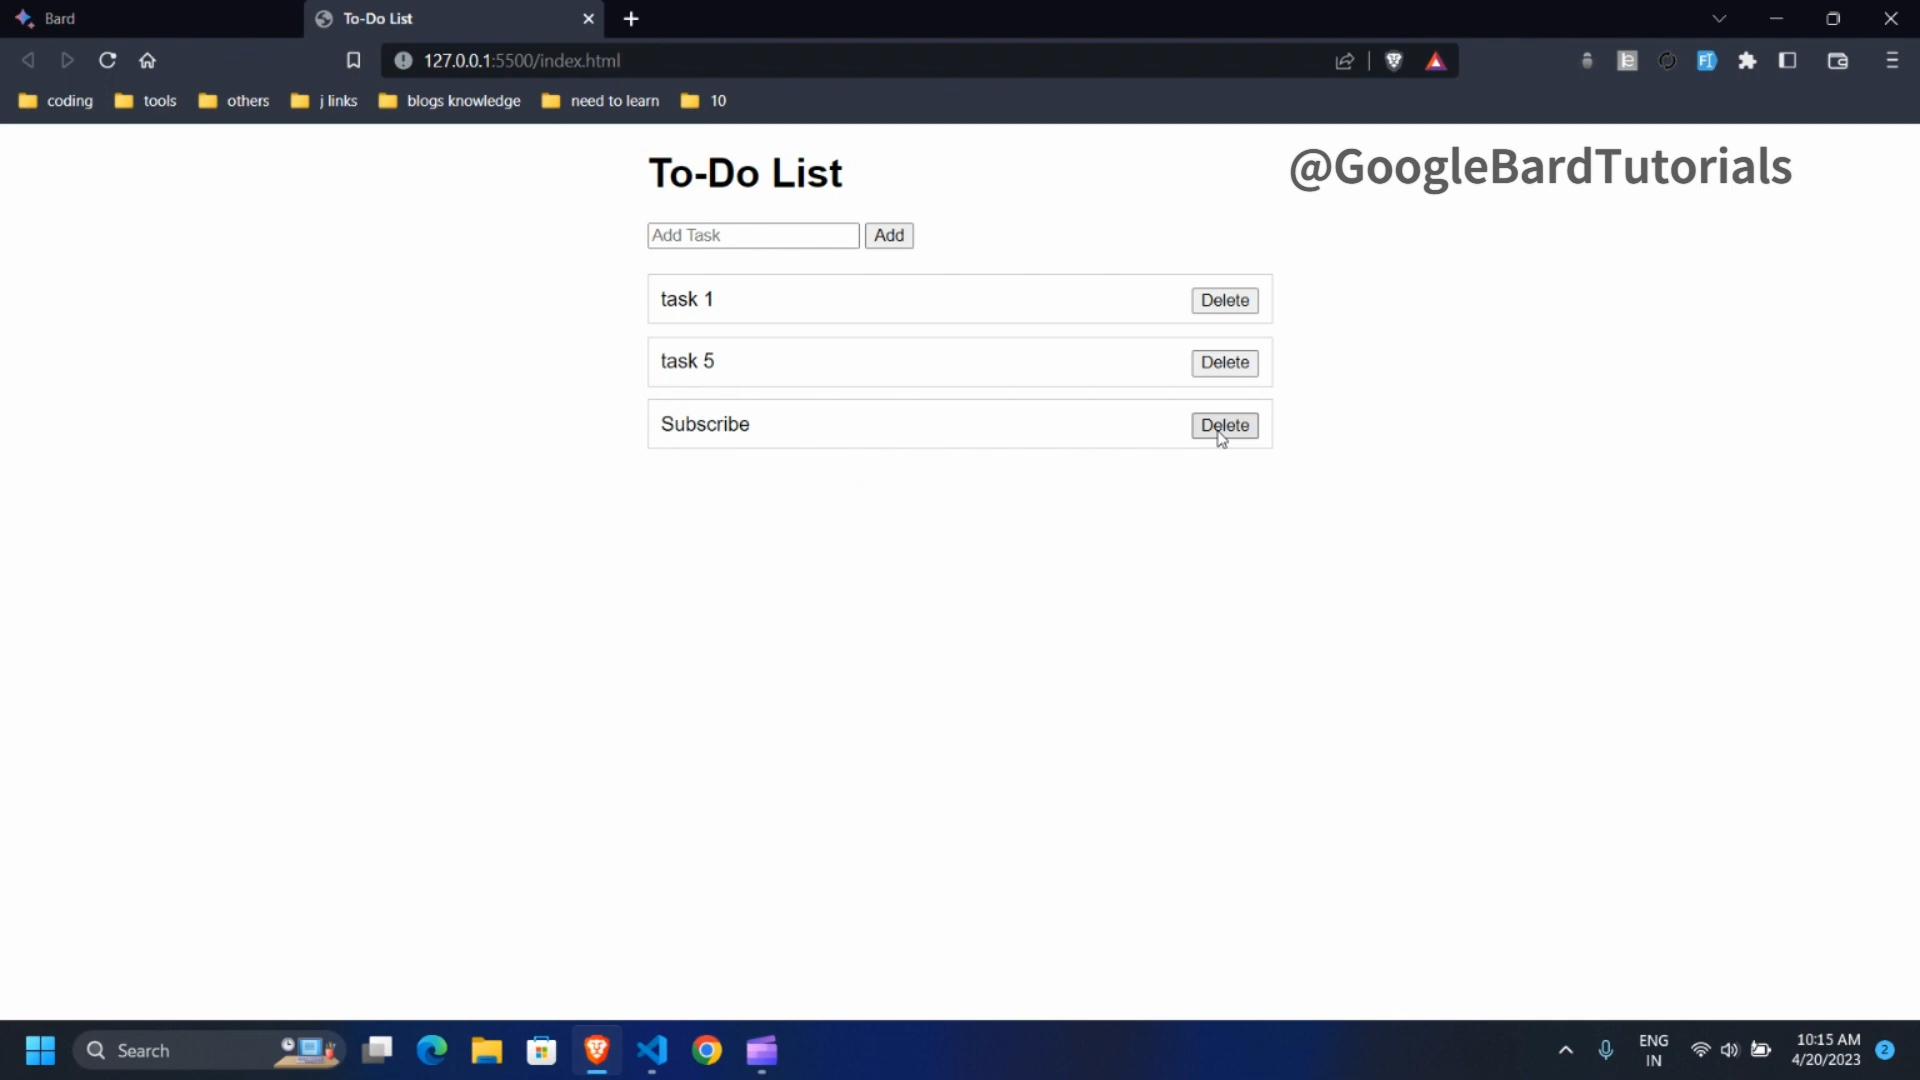 Bard
To-Do List
127.0.0.1:5500/index.html
coding
tools
others
j links
blogs knowledge
need to learn
10
To-Do List
@GoogleBardTutorials
Add Task
Add
task 1
Delete
task 5
Delete
Subscribe
Delete
Search
ENG
IN
10:15 AM
4/20/2023
2